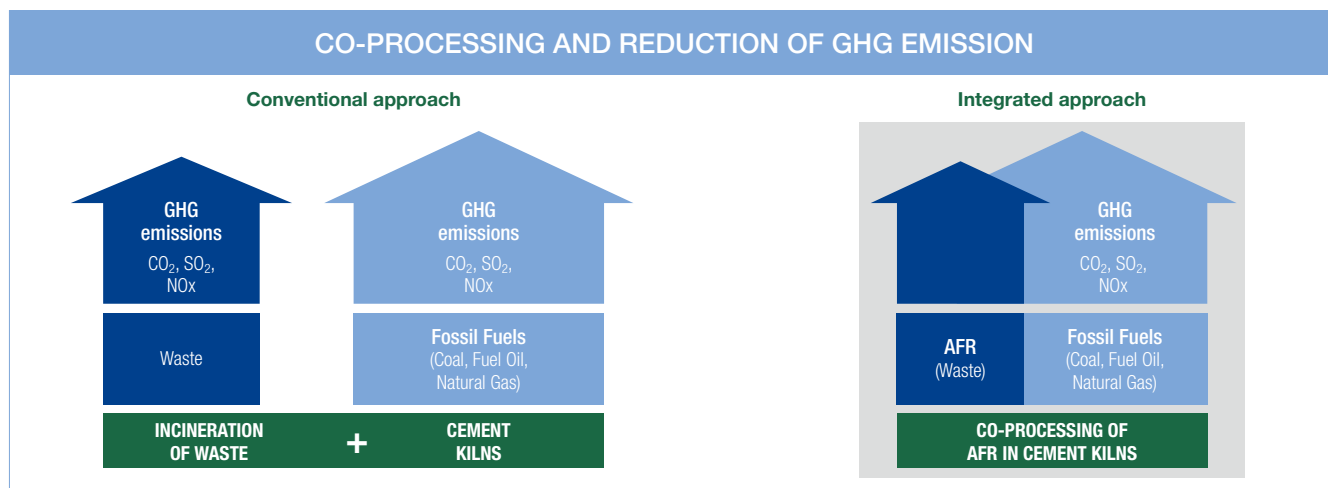 CO-PROCESSING AND REDUCTION OF GHG EMISSION
Conventional approach
GHG
emissions
CO₂, SO₂,
NOx
Waste
INCINERATION
OF WASTE
+
GHG
emissions
CO₂, SO₂,
NOx
Fossil Fuels
(Coal, Fuel Oil,
Natural Gas)
CEMENT
KILNS
Integrated approach
GHG
emissions
CO₂, SO₂,
NOx
AFR
(Waste)
Fossil Fuels
(Coal, Fuel Oil,
Natural Gas)
CO-PROCESSING OF
AFR IN CEMENT KILNS